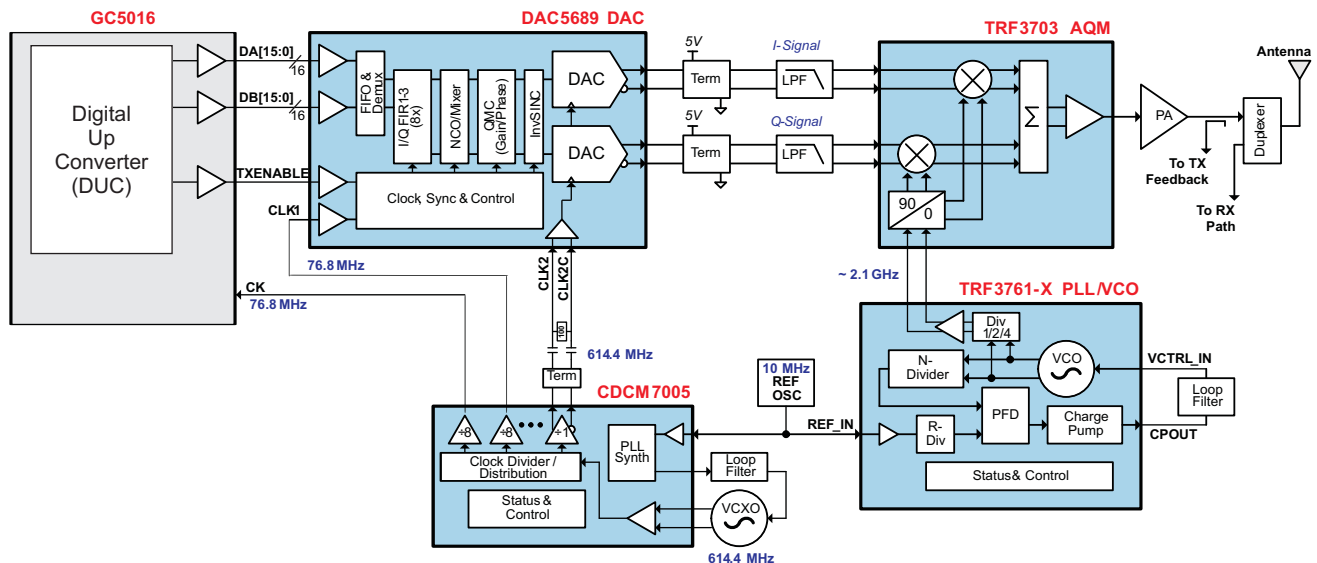 GC5016
DAC5689 DAC
TRF3703 AQM
Antenna
Digital
Up
Converter
(DUC)
DA[15:0]
16
DB[15:0]
16
TXENABLE
CLK1
FIFO &
Demux
I/Q FIR1-3
(8x)
NCO/Mixer
QMC
(Gain/Phase)
InvSINC
DAC
DAC
Clock, Sync & Control
5V
Term
I-Signal
LPF
5V
Term
Q-Signal
LPF
90
0
Σ
PA
Duplexer
To TX
Feedback
To RX
Path
76.8 MHz
CK
76.8 MHz
CLK2
CLK2C
100
614.4 MHz
Term
~ 2.1 GHz
TRF3761-X PLL/VCO
Div
1/2/4
N-
Divider
VCO
VCTRL_IN
Loop
Filter
CPOUT
PFD
Charge
Pump
R-
Div
REF_IN
Status & Control
10 MHz
REF
OSC
CDCM7005
÷8
÷8
÷1
PLL
Synth
Loop
Filter
Clock Divider /
Distribution
Status &
Control
VCXO
614.4 MHz